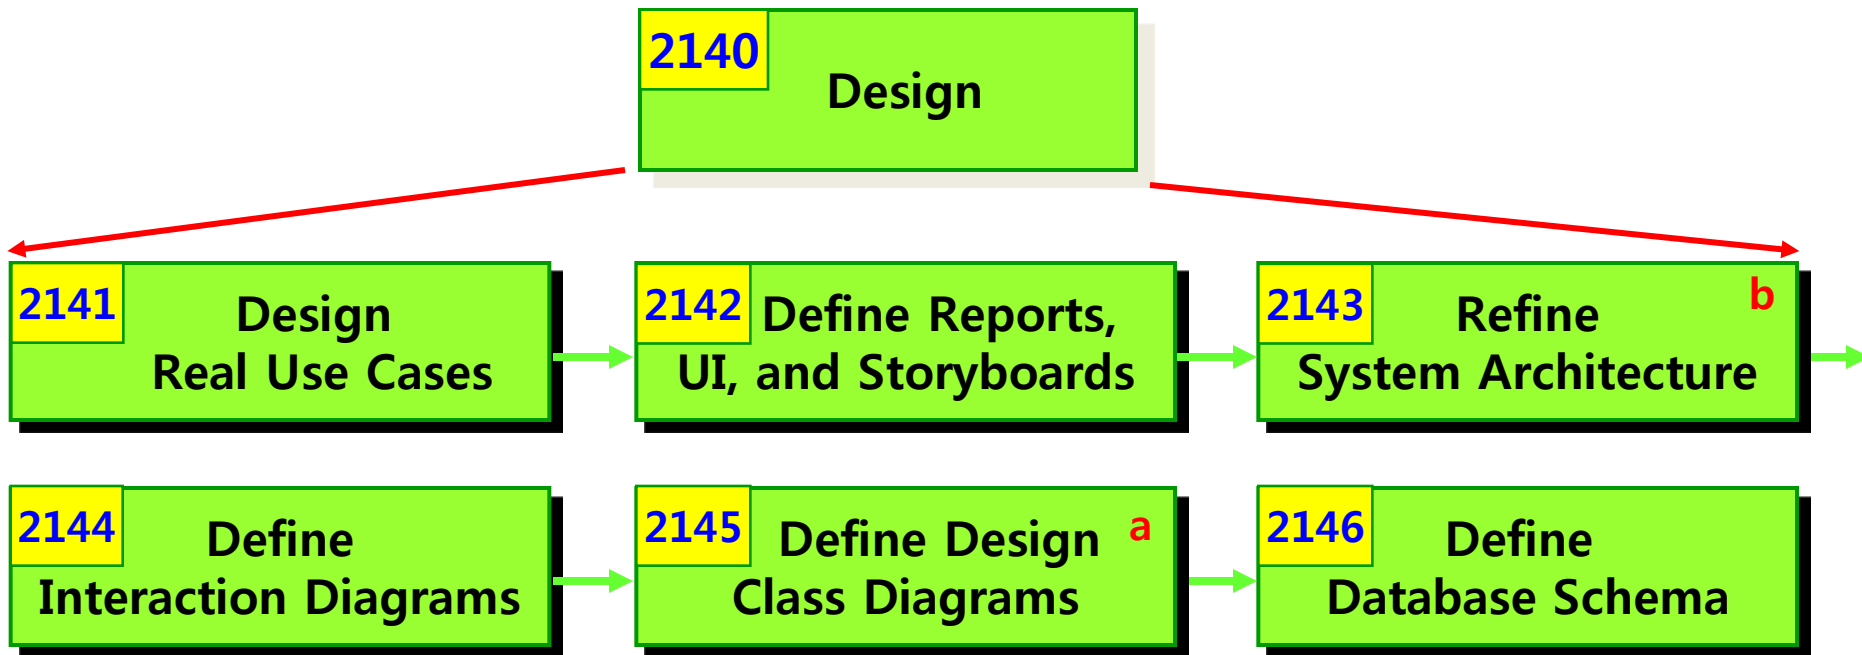 2140
Design
2141
Design
Real Use Cases
2142
Define Reports,
UI, and Storyboards
2143
Refine
b
System Architecture
2144
Define
Interaction Diagrams
2145
Define Design
a
Class Diagrams
2146
Define
Database Schema